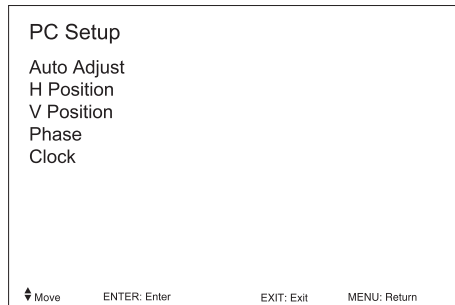 PC Setup
Auto Adjust
H Position
V Position
Phase
Clock
Move ENTER: Enter EXIT: Exit MENU: Return